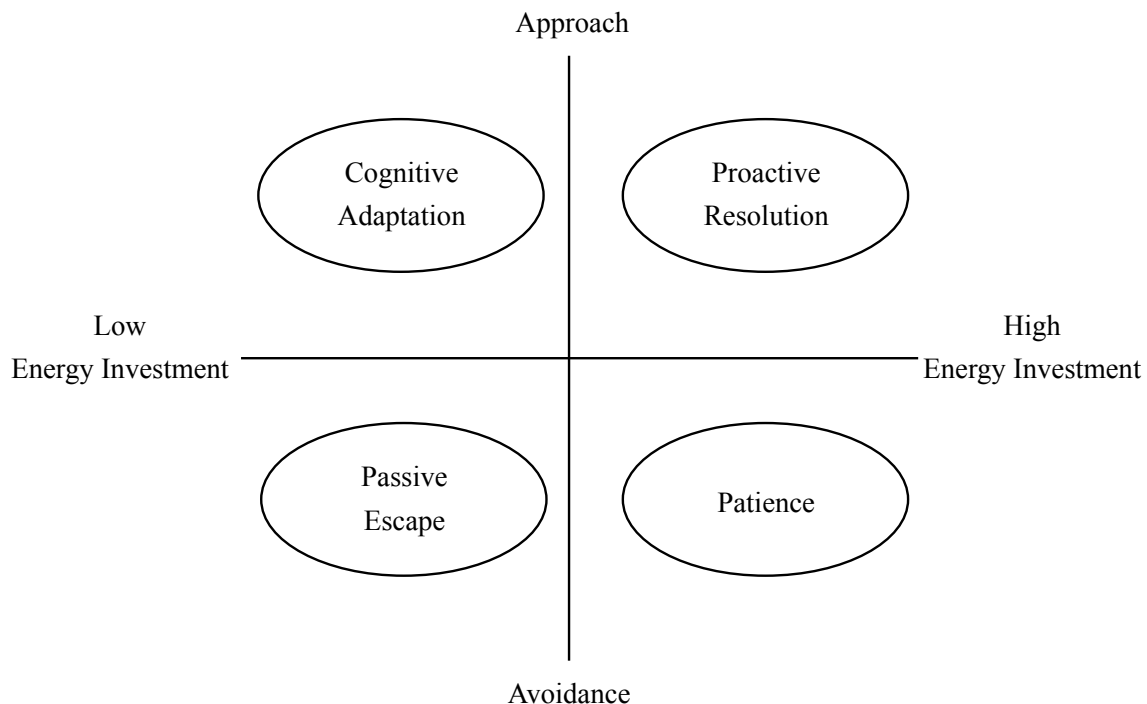 Approach
Cognitive
Adaptation
Proactive
Resolution
Low
Energy Investment
High
Energy Investment
Passive
Escape
Patience
Avoidance